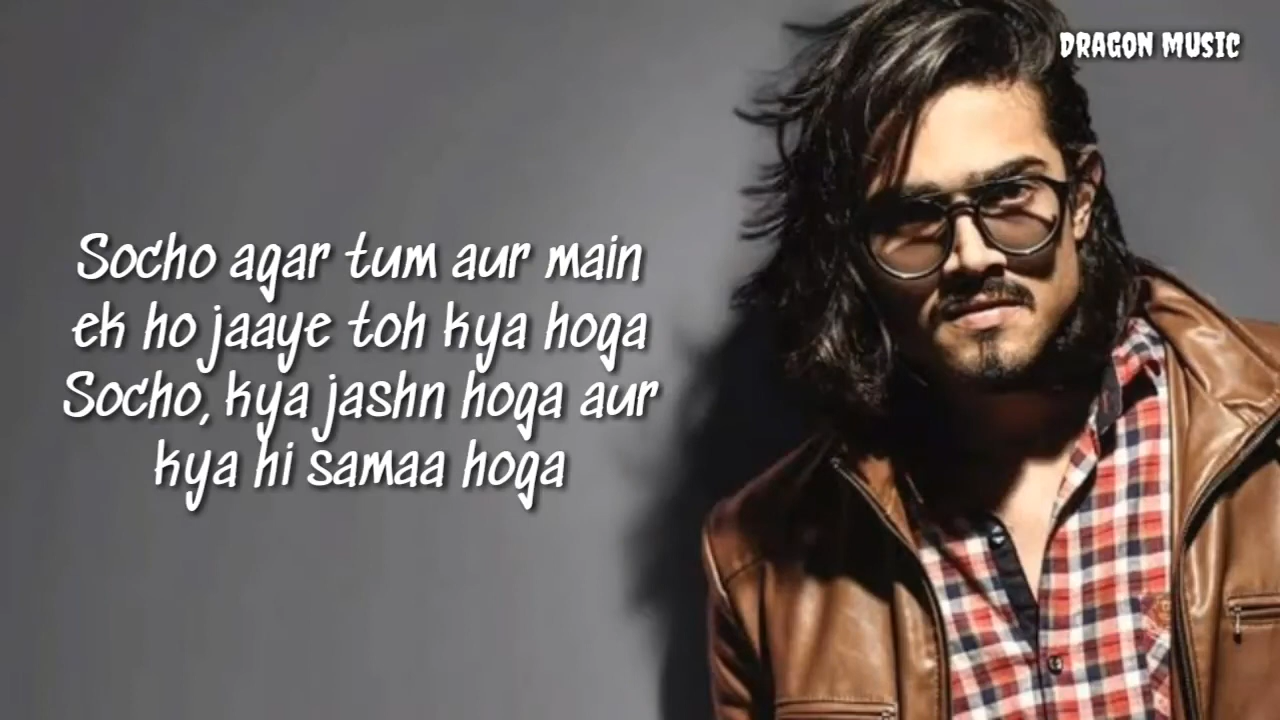 DRAGON MUSIC
Socho agar tum aur main
ek ho jaaye toh kya hoga
Socho, kya jashn hoga aur
kya hi samaa hoga